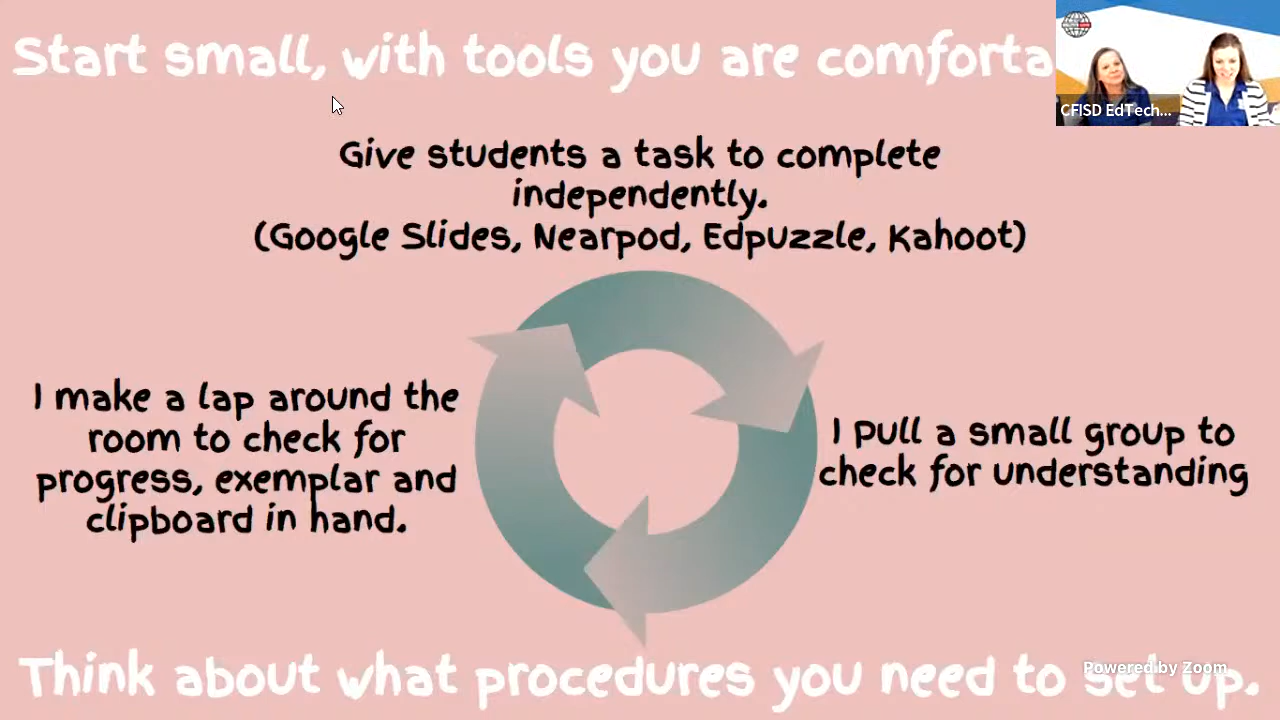 Start small, with tools you are comforta
CFISD EdTech...
Give students a task to complete
independently.
(Google Slides, Nearpod, Edpuzzle, Kahoot)
I make a lap around the
room to check for
progress, exemplar and
clipboard in hand.
I pull a small group to
check for understanding
Think about what procedures you need to set up.
Powered by Zoom